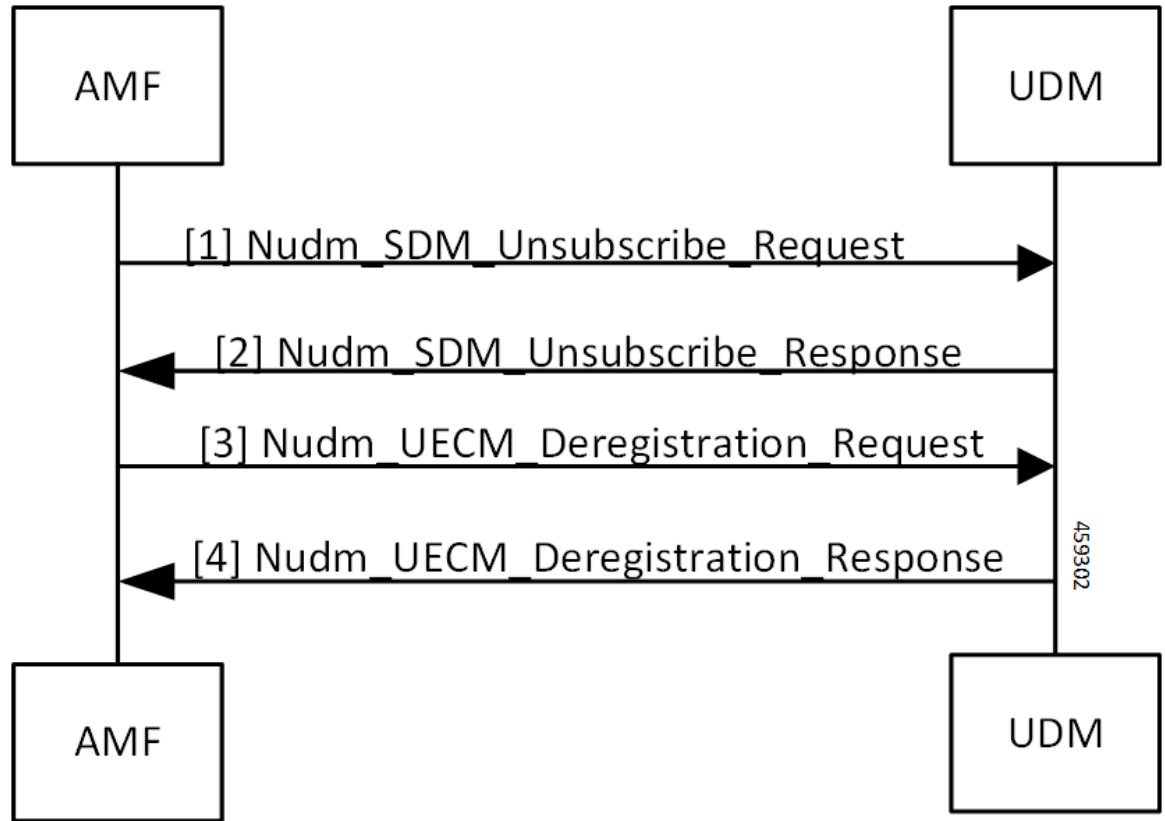 AMF
UDM
[1] Nudm_SDM_Unsubscribe_Request
[2] Nudm_SDM_Unsubscribe_Response
[3] Nudm_UECM_Deregistration_Request
[4] Nudm_UECM_Deregistration_Response
459302
AMF
UDM